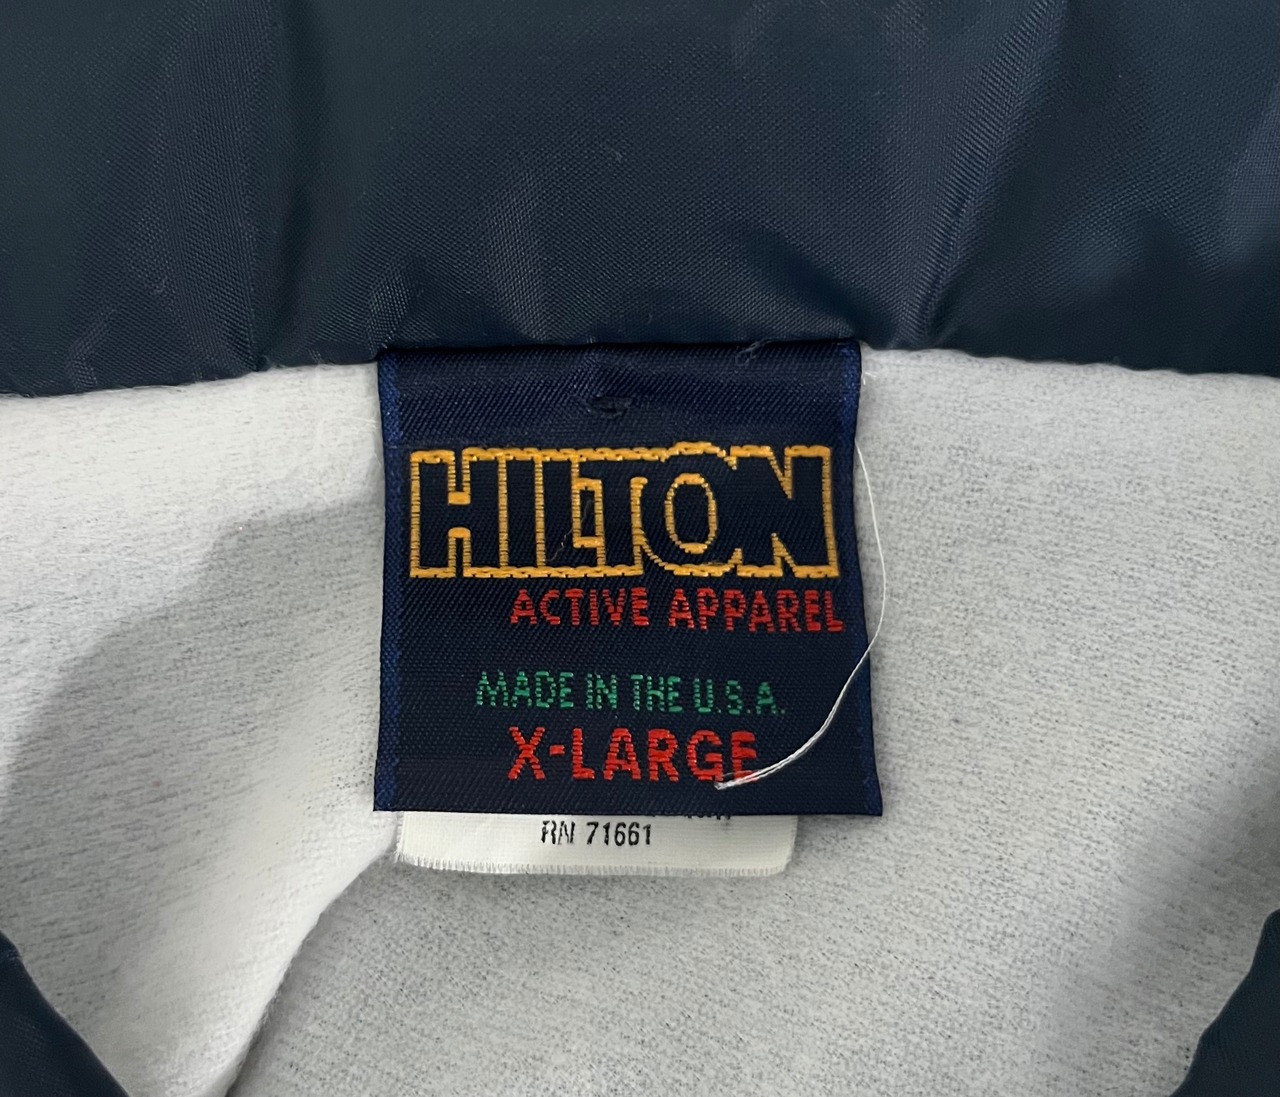 HILTON
ACTIVE APPAREL
MADE IN THE U.S.A.
X-LARGE
RN 71661